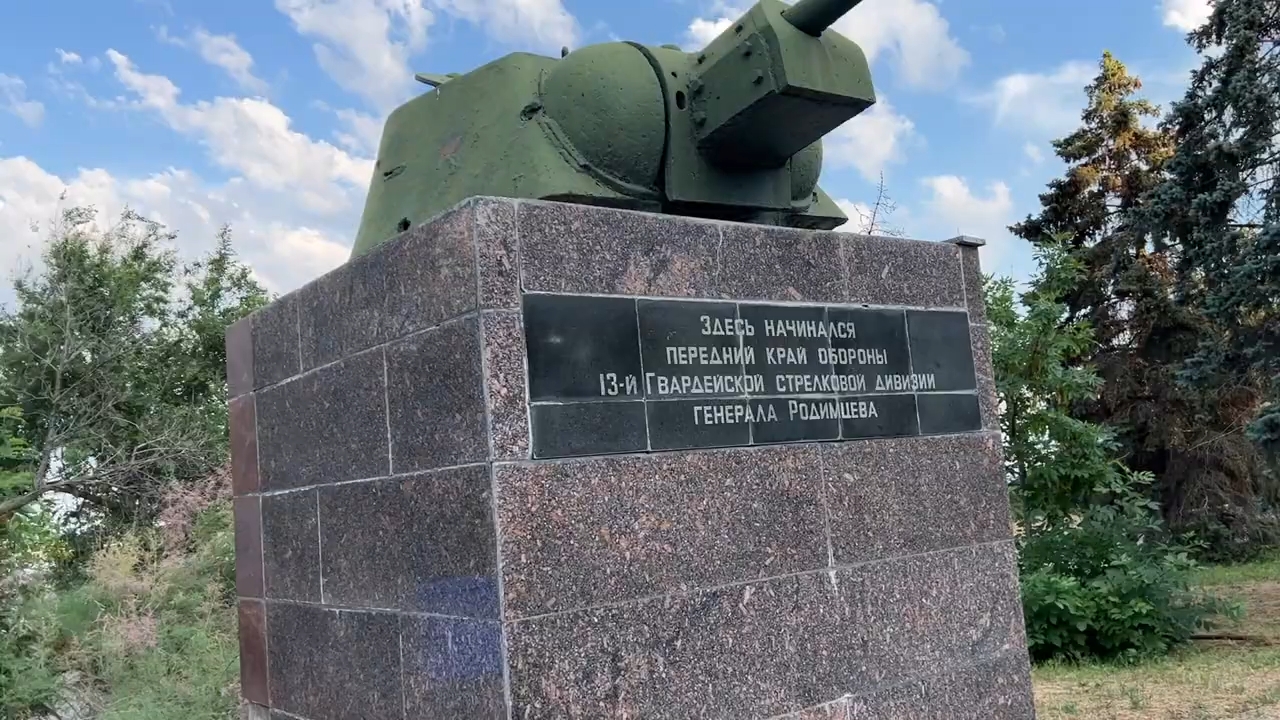 Здесь начинался
передний край обороны
13-й Гвардейской стрелковой дивизии
генерала Родимцева